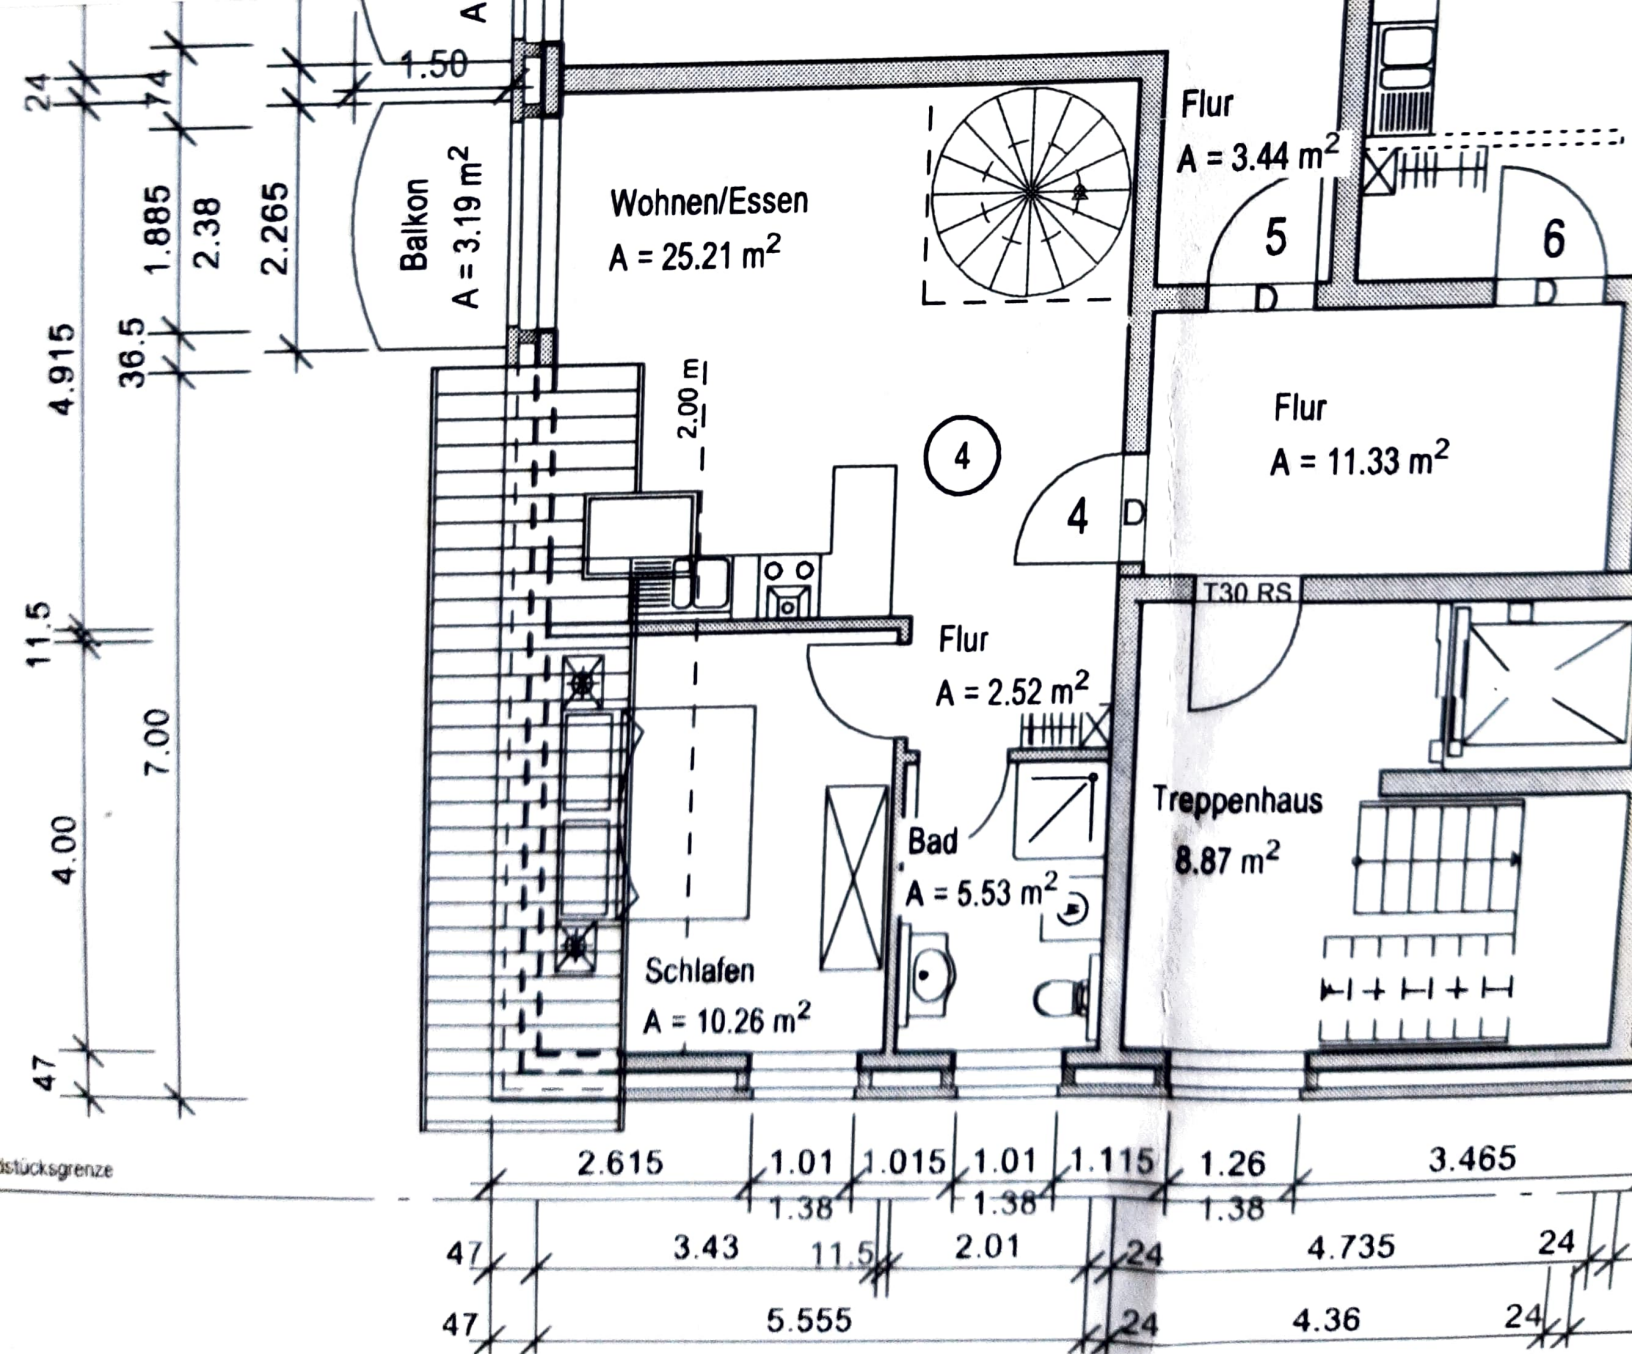 A
24
74
1.50
1.885
2.38
2.265
Balkon
A = 3.19 m²
Wohnen/Essen
A = 25.21 m²
Flur
A = 3.44 m²
5
D
6
D
4.915
36.5
2.00 m
4
4
D
Flur
A = 11.33 m²
T30 RS
11.5
Flur
A = 2.52 m²
7.00
4.00
Bad
A = 5.53 m²
Treppenhaus
8.87 m²
Schlafen
A = 10.26 m²
47
2.615
1.01
1.015
1.01
1.115
1.26
3.465
1.38
1.38
1.38
47
3.43
11.5
2.01
24
4.735
24
47
5.555
24
4.36
24